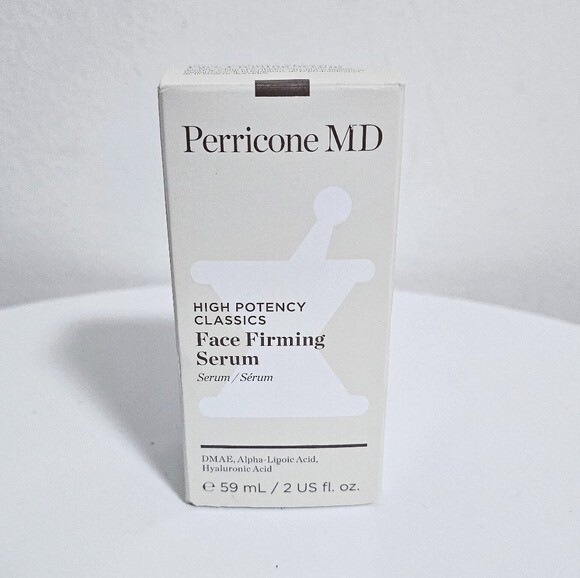 Perricone MD
HIGH POTENCY
CLASSICS
Face Firming
Serum
Serum / Sérum
DMAE, Alpha-Lipoic Acid,
Hyaluronic Acid
℮ 59 mL / 2 US fl. oz.